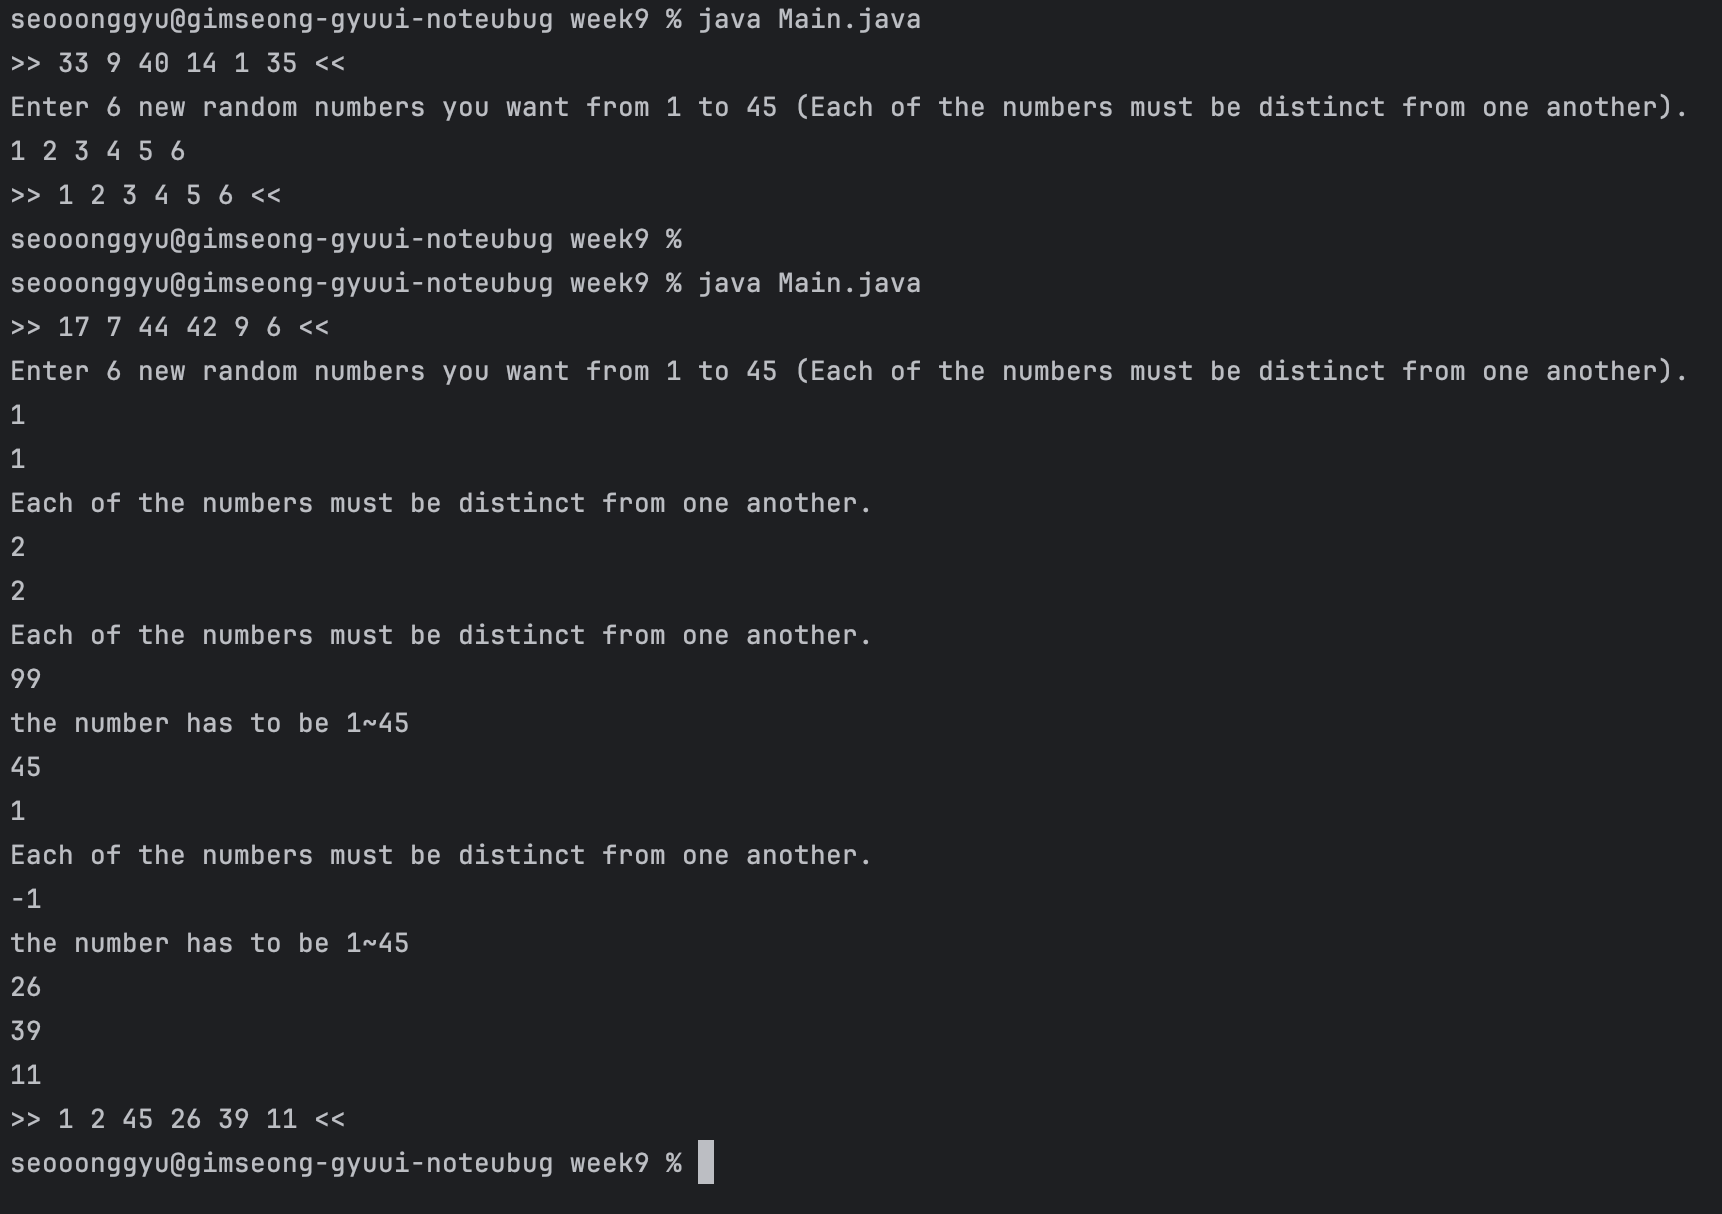 seooonggyu@gimseong-gyuui-noteubug week9 % java Main.java
>> 33 9 40 14 1 35 <<
Enter 6 new random numbers you want from 1 to 45 (Each of the numbers must be distinct from one another).
1 2 3 4 5 6
>> 1 2 3 4 5 6 <<
seooonggyu@gimseong-gyuui-noteubug week9 %
seooonggyu@gimseong-gyuui-noteubug week9 % java Main.java
>> 17 7 44 42 9 6 <<
Enter 6 new random numbers you want from 1 to 45 (Each of the numbers must be distinct from one another).
1
1
Each of the numbers must be distinct from one another.
2
2
Each of the numbers must be distinct from one another.
99
the number has to be 1~45
45
1
Each of the numbers must be distinct from one another.
-1
the number has to be 1~45
26
39
11
>> 1 2 45 26 39 11 <<
seooonggyu@gimseong-gyuui-noteubug week9 %